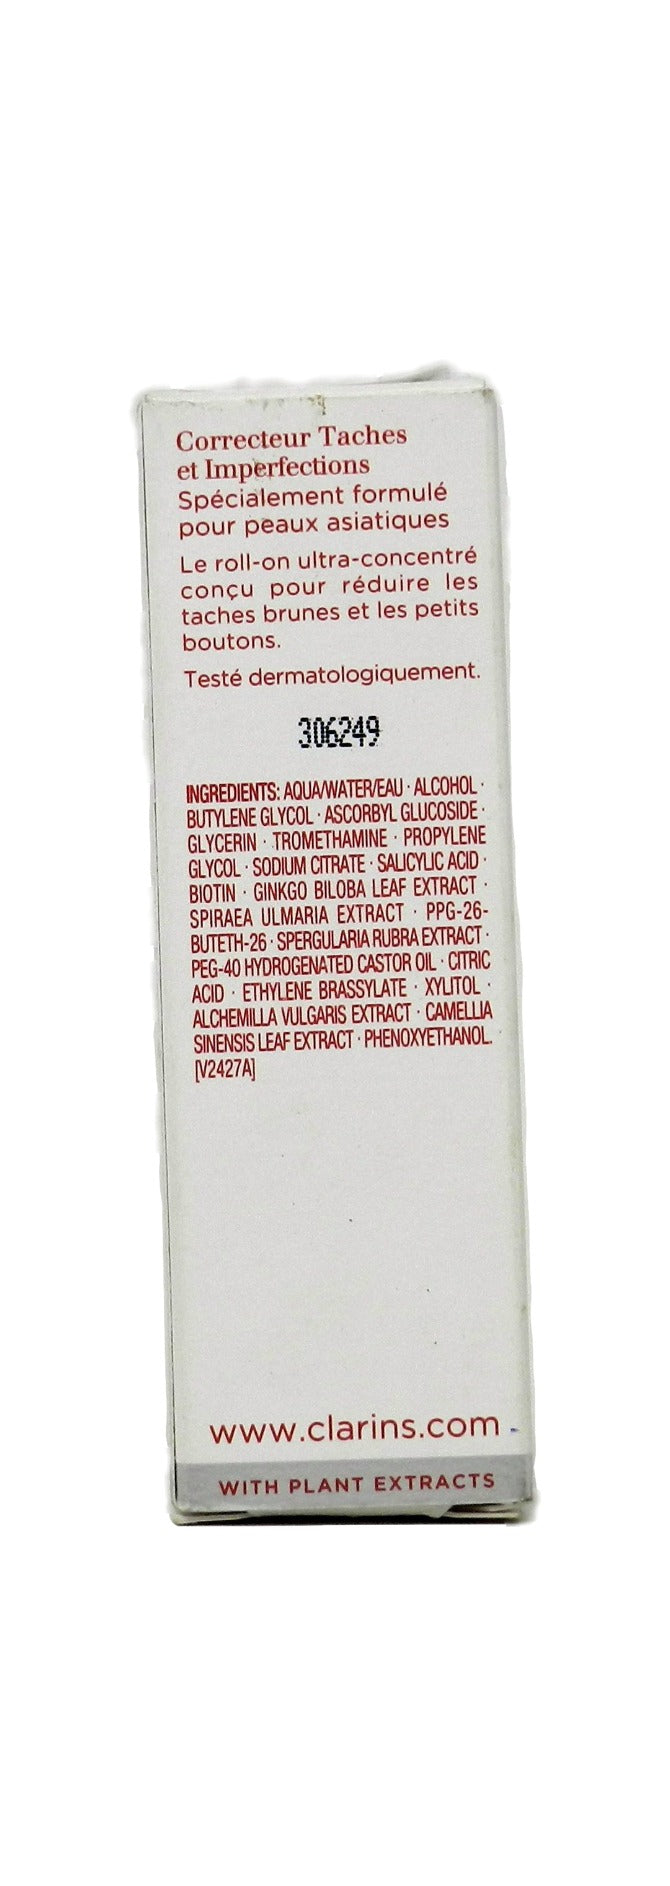 Correcteur Taches
et Imperfections
Spécialement formulé
pour peaux asiatiques
Le roll-on ultra-concentré
conçu pour réduire les
taches brunes et les petits
boutons.
Testé dermatologiquement.
306249
INGREDIENTS: AQUA/WATER/EAU · ALCOHOL ·
BUTYLENE GLYCOL · ASCORBYL GLUCOSIDE ·
GLYCERIN · TROMETHAMINE · PROPYLENE
GLYCOL · SODIUM CITRATE · SALICYLIC ACID ·
BIOTIN · GINKGO BILOBA LEAF EXTRACT ·
SPIRAEA ULMARIA EXTRACT · PPG-26-
BUTETH-26 · SPERGULARIA RUBRA EXTRACT ·
PEG-40 HYDROGENATED CASTOR OIL · CITRIC
ACID · ETHYLENE BRASSYLATE · XYLITOL ·
ALCHEMILLA VULGARIS EXTRACT · CAMELLIA
SINENSIS LEAF EXTRACT · PHENOXYETHANOL.
[V2427A]
www.clarins.com
WITH PLANT EXTRACTS